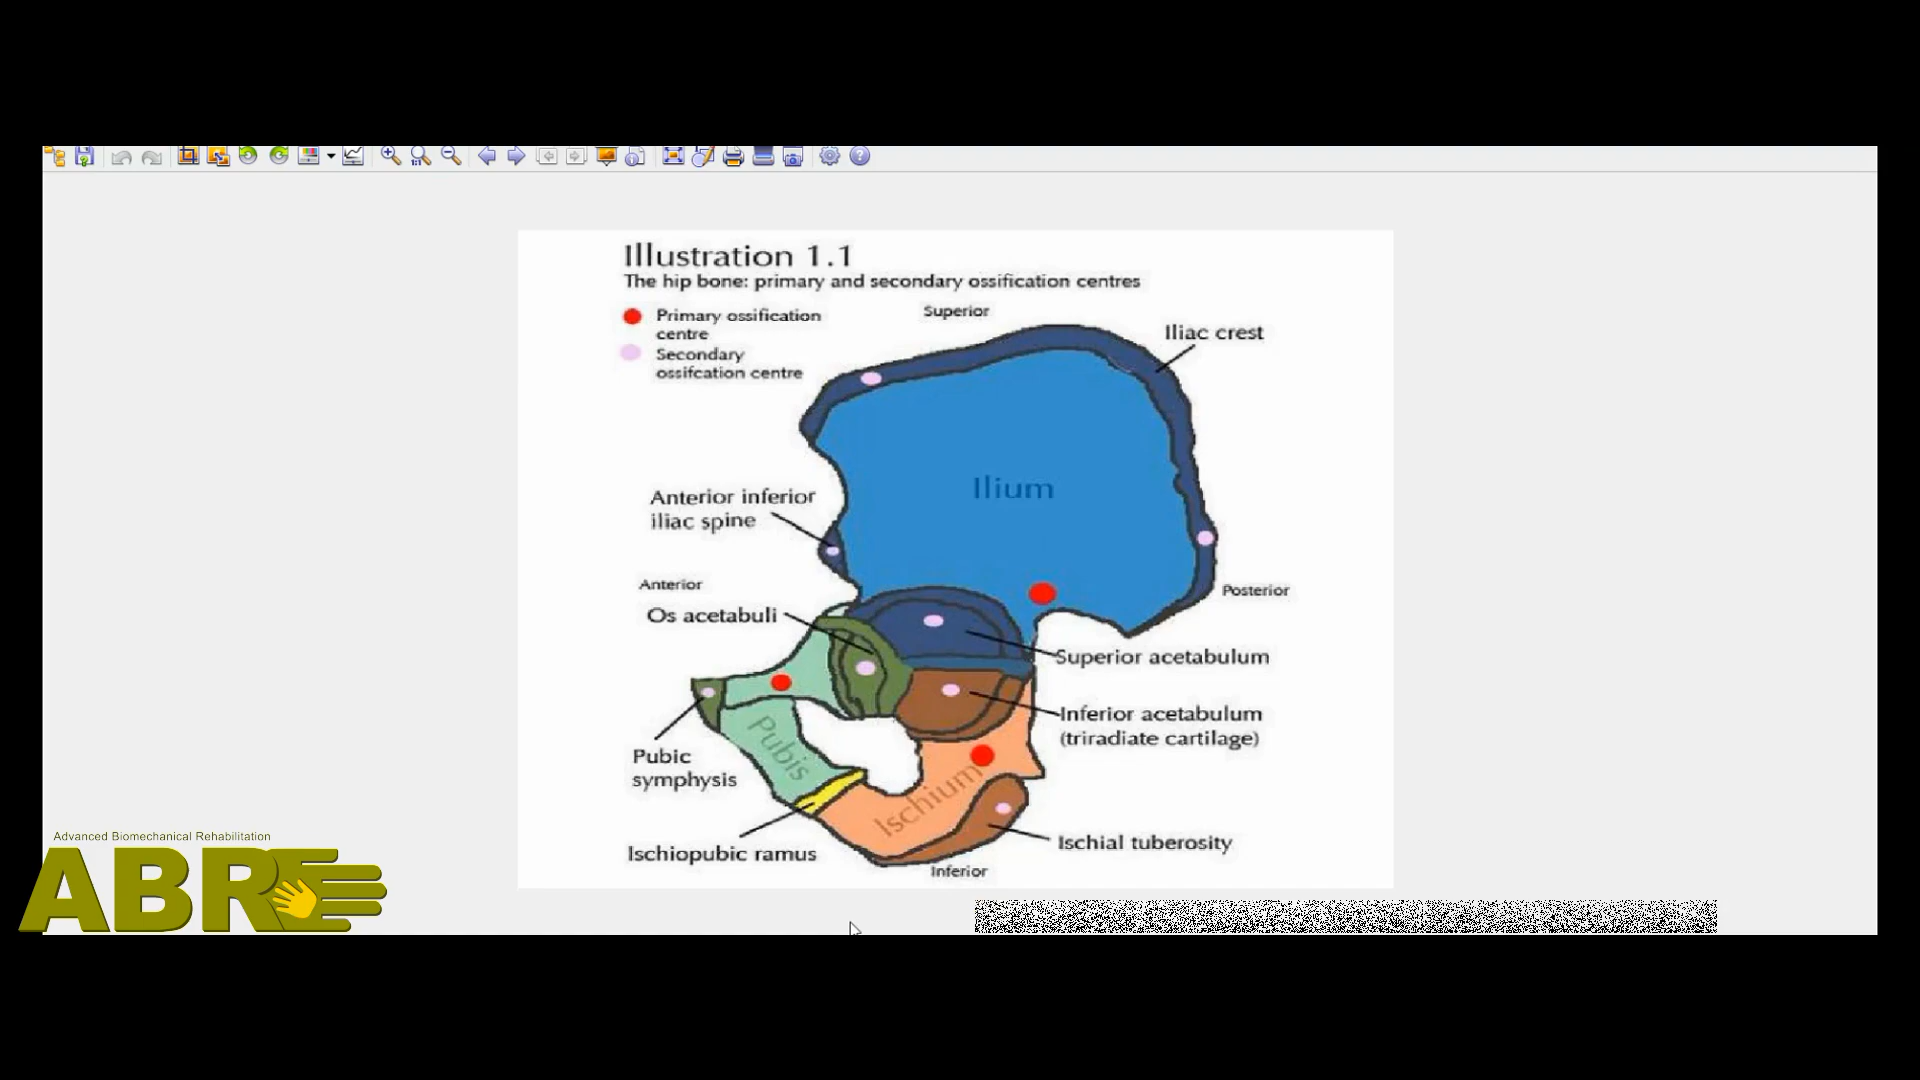 Illustration 1.1
The hip bone: primary and secondary ossification centres
Primary ossification
centre
Secondary
ossifcation centre
Superior
Iliac crest
Ilium
Anterior inferior
iliac spine
Anterior
Posterior
Os acetabuli
Superior acetabulum
Inferior acetabulum
(triradiate cartilage)
Pubis
Pubic
symphysis
Ischium
Ischiopubic ramus
Ischial tuberosity
Inferior
Advanced Biomechanical Rehabilitation
ABR
1:1